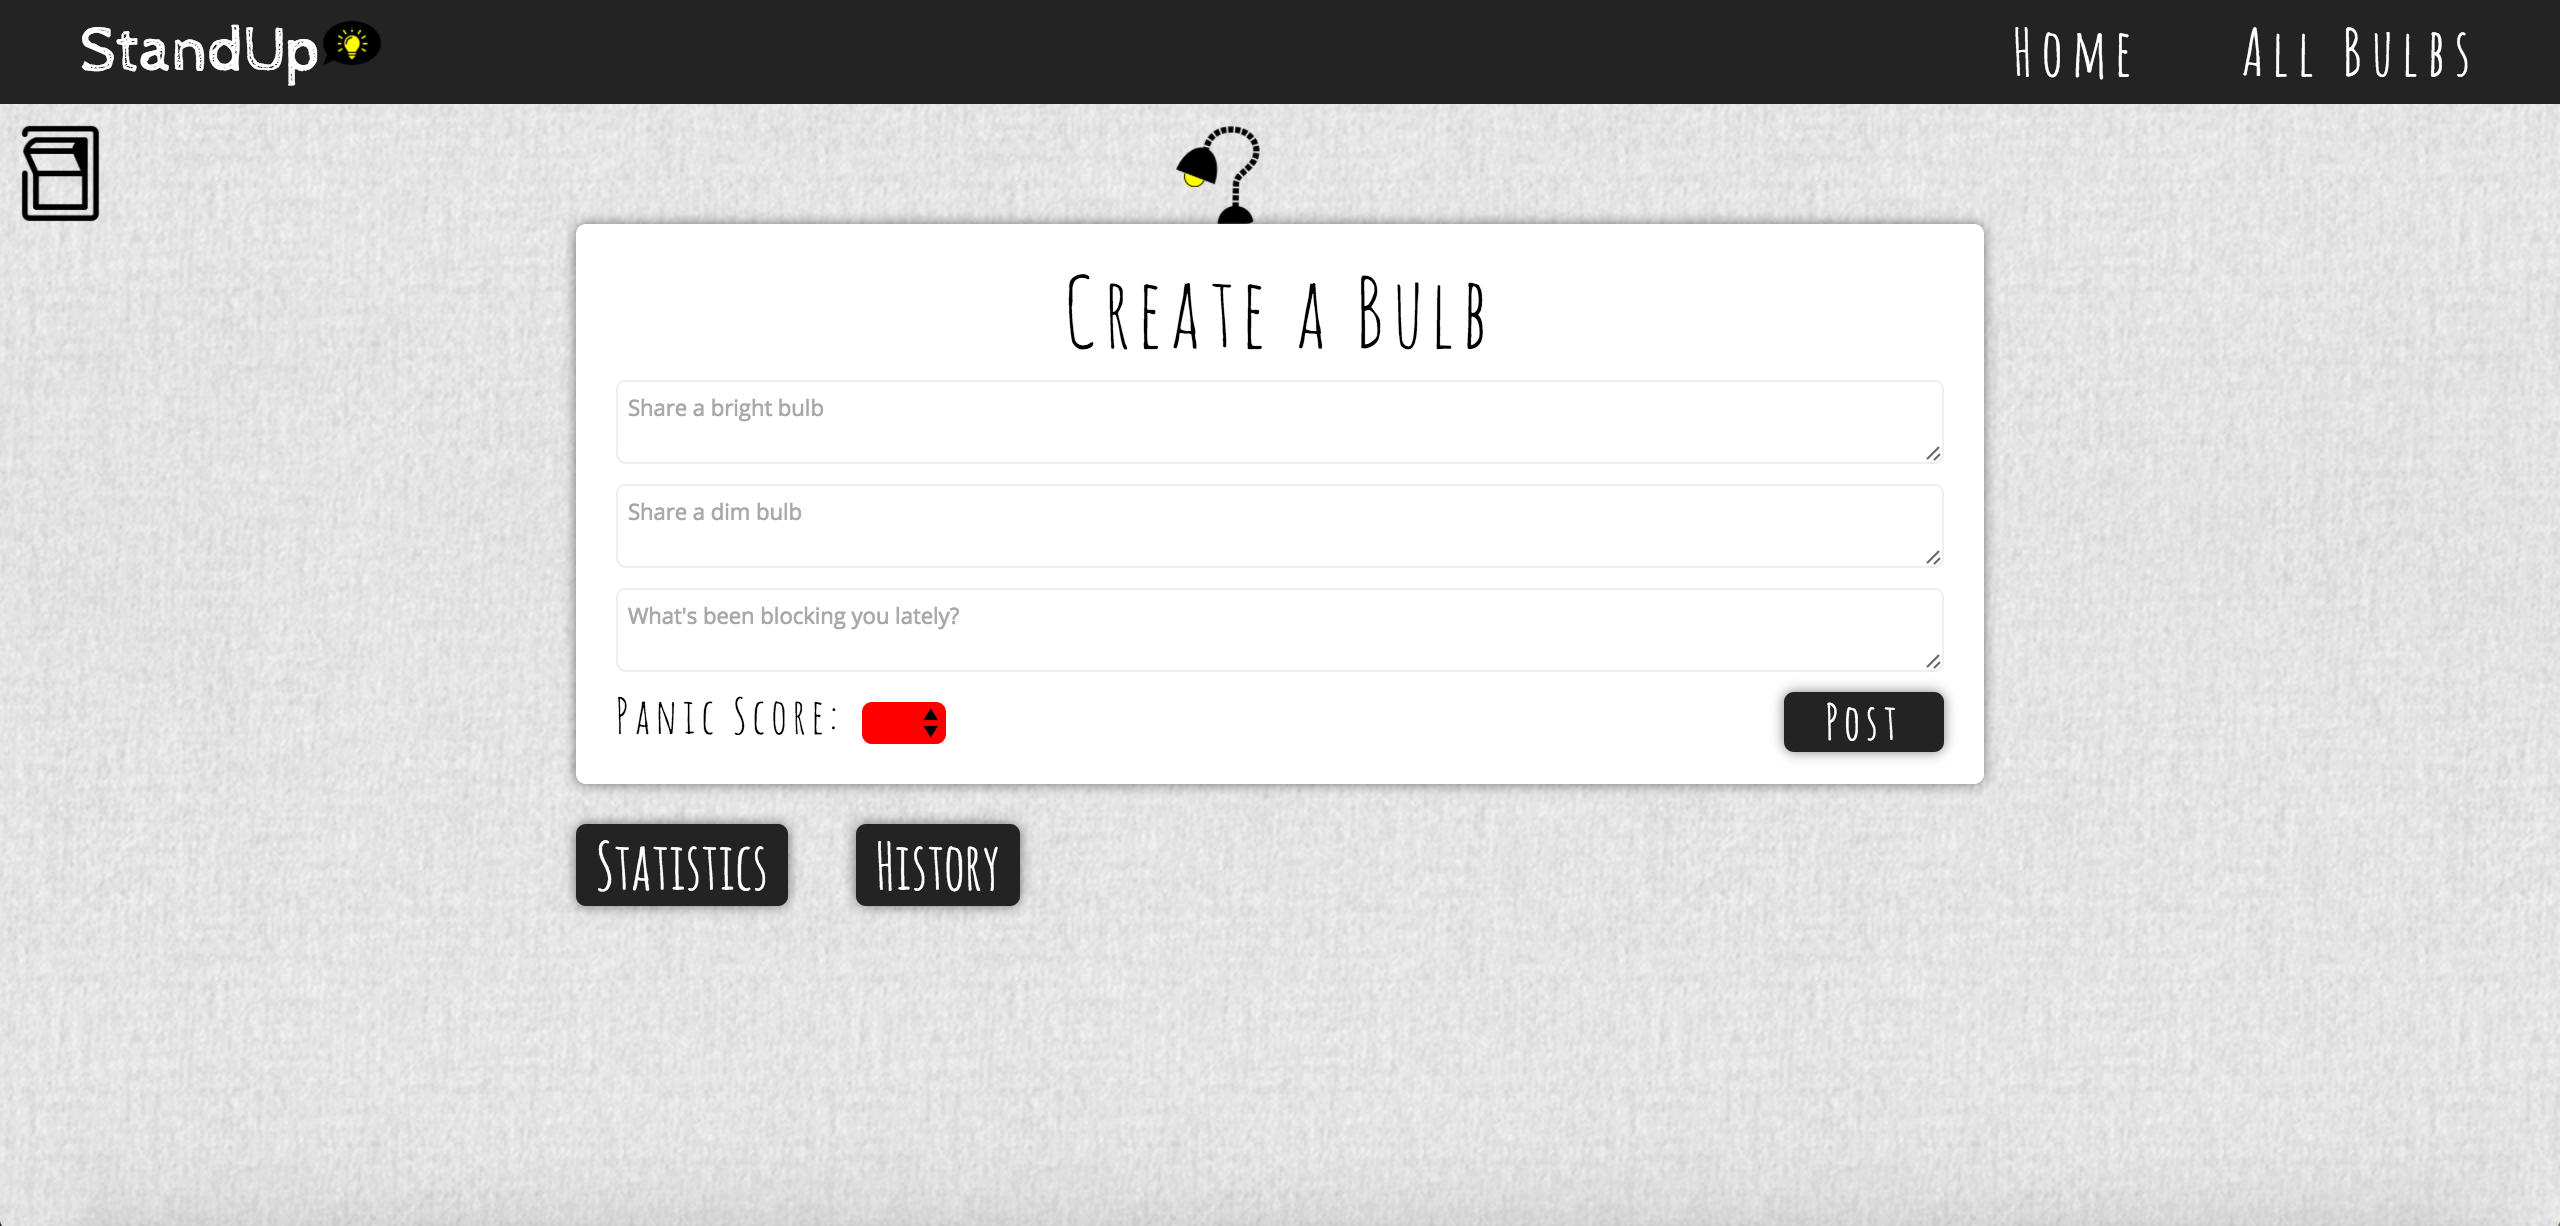 StandUp
Home
All Bulbs
Create a Bulb
Share a bright bulb
Share a dim bulb
What's been blocking you lately?
Panic Score:
Post
Statistics
History